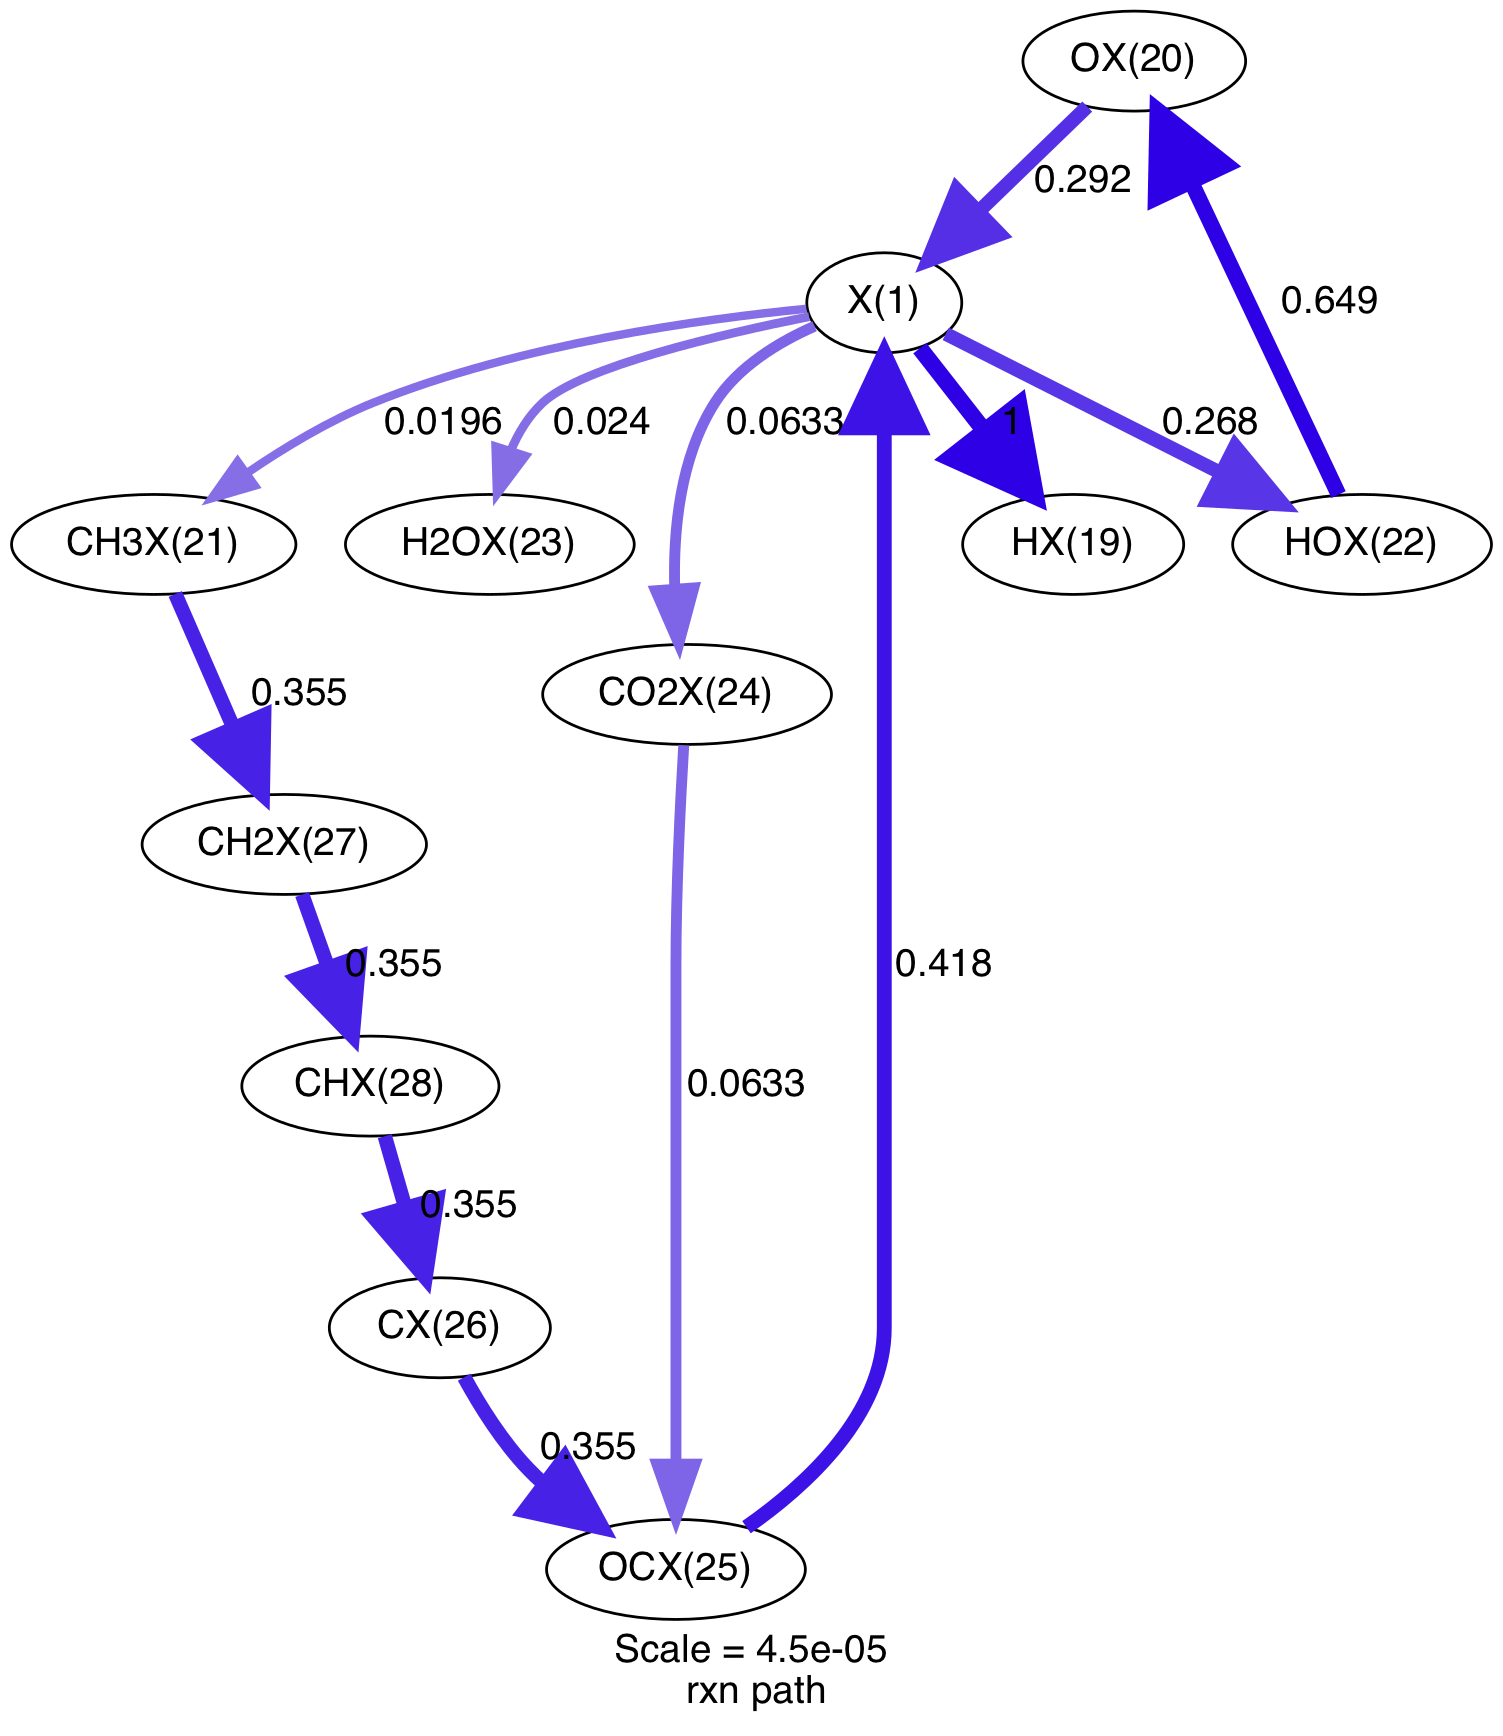 OX(20)
0.292
X(1)
0.649
0.0196
0.024
0.0633
1
0.268
CH3X(21)
H2OX(23)
HX(19)
HOX(22)
0.355
CO2X(24)
CH2X(27)
0.355
0.418
CHX(28)
0.0633
0.355
CX(26)
0.355
OCX(25)
Scale = 4.5e-05
rxn path